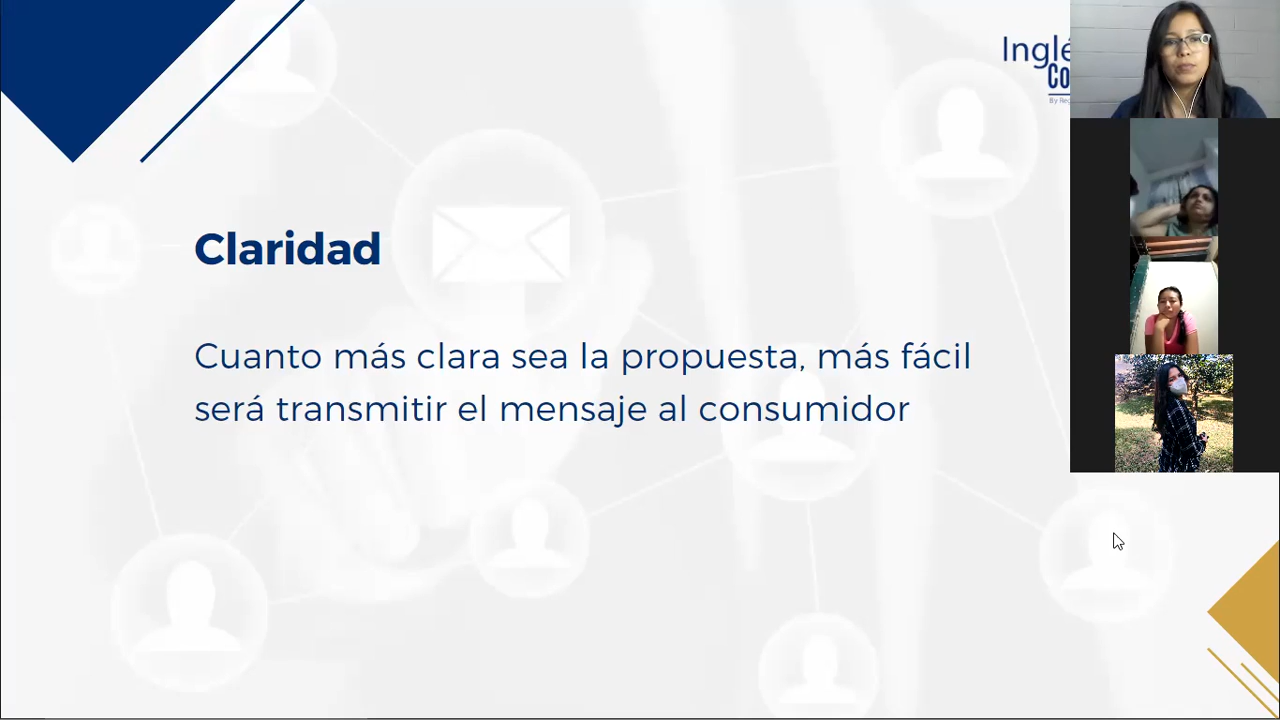 Claridad
Cuanto más clara sea la propuesta, más fácil
será transmitir el mensaje al consumidor